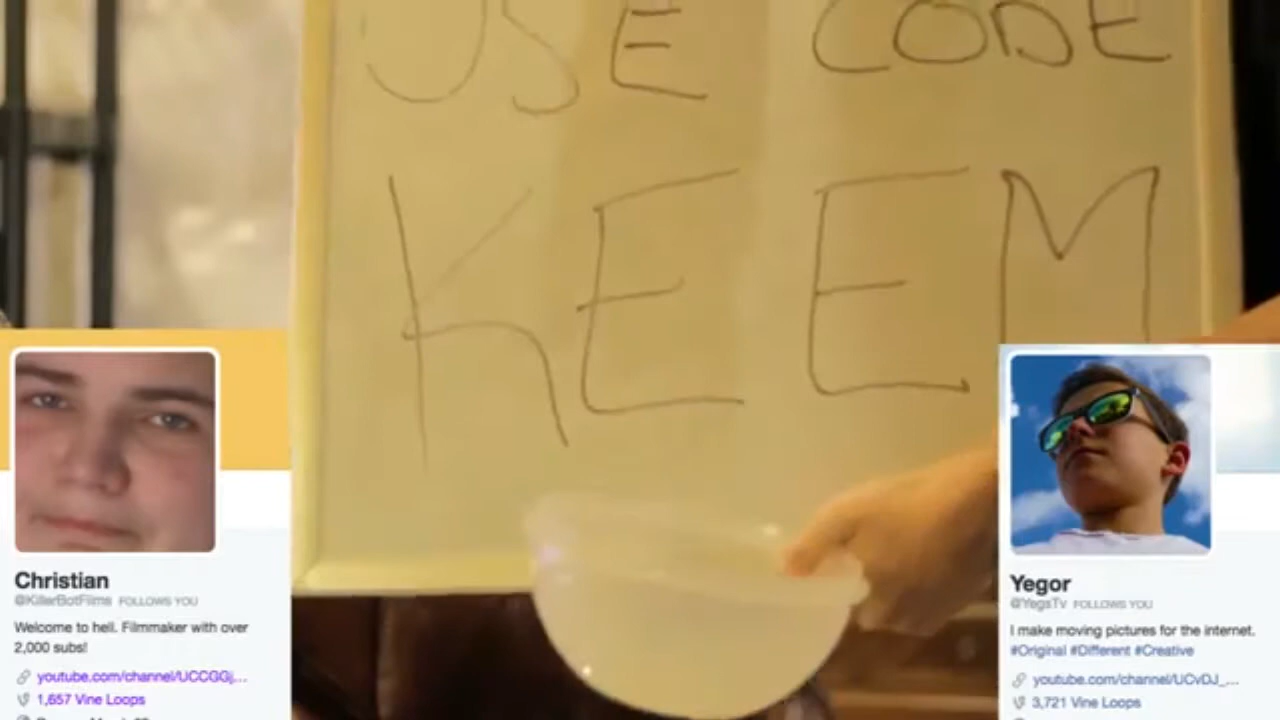 USE CODE
KEEM
Christian
@KillerBotFilms FOLLOWS YOU
Welcome to hell. Filmmaker with over
2,000 subs!
youtube.com/channel/UCCGGj...
1,657 Vine Loops
Yegor
@YegsTv FOLLOWS YOU
I make moving pictures for the internet.
#Original #Different #Creative
youtube.com/channel/UCvDJ_...
3,721 Vine Loops